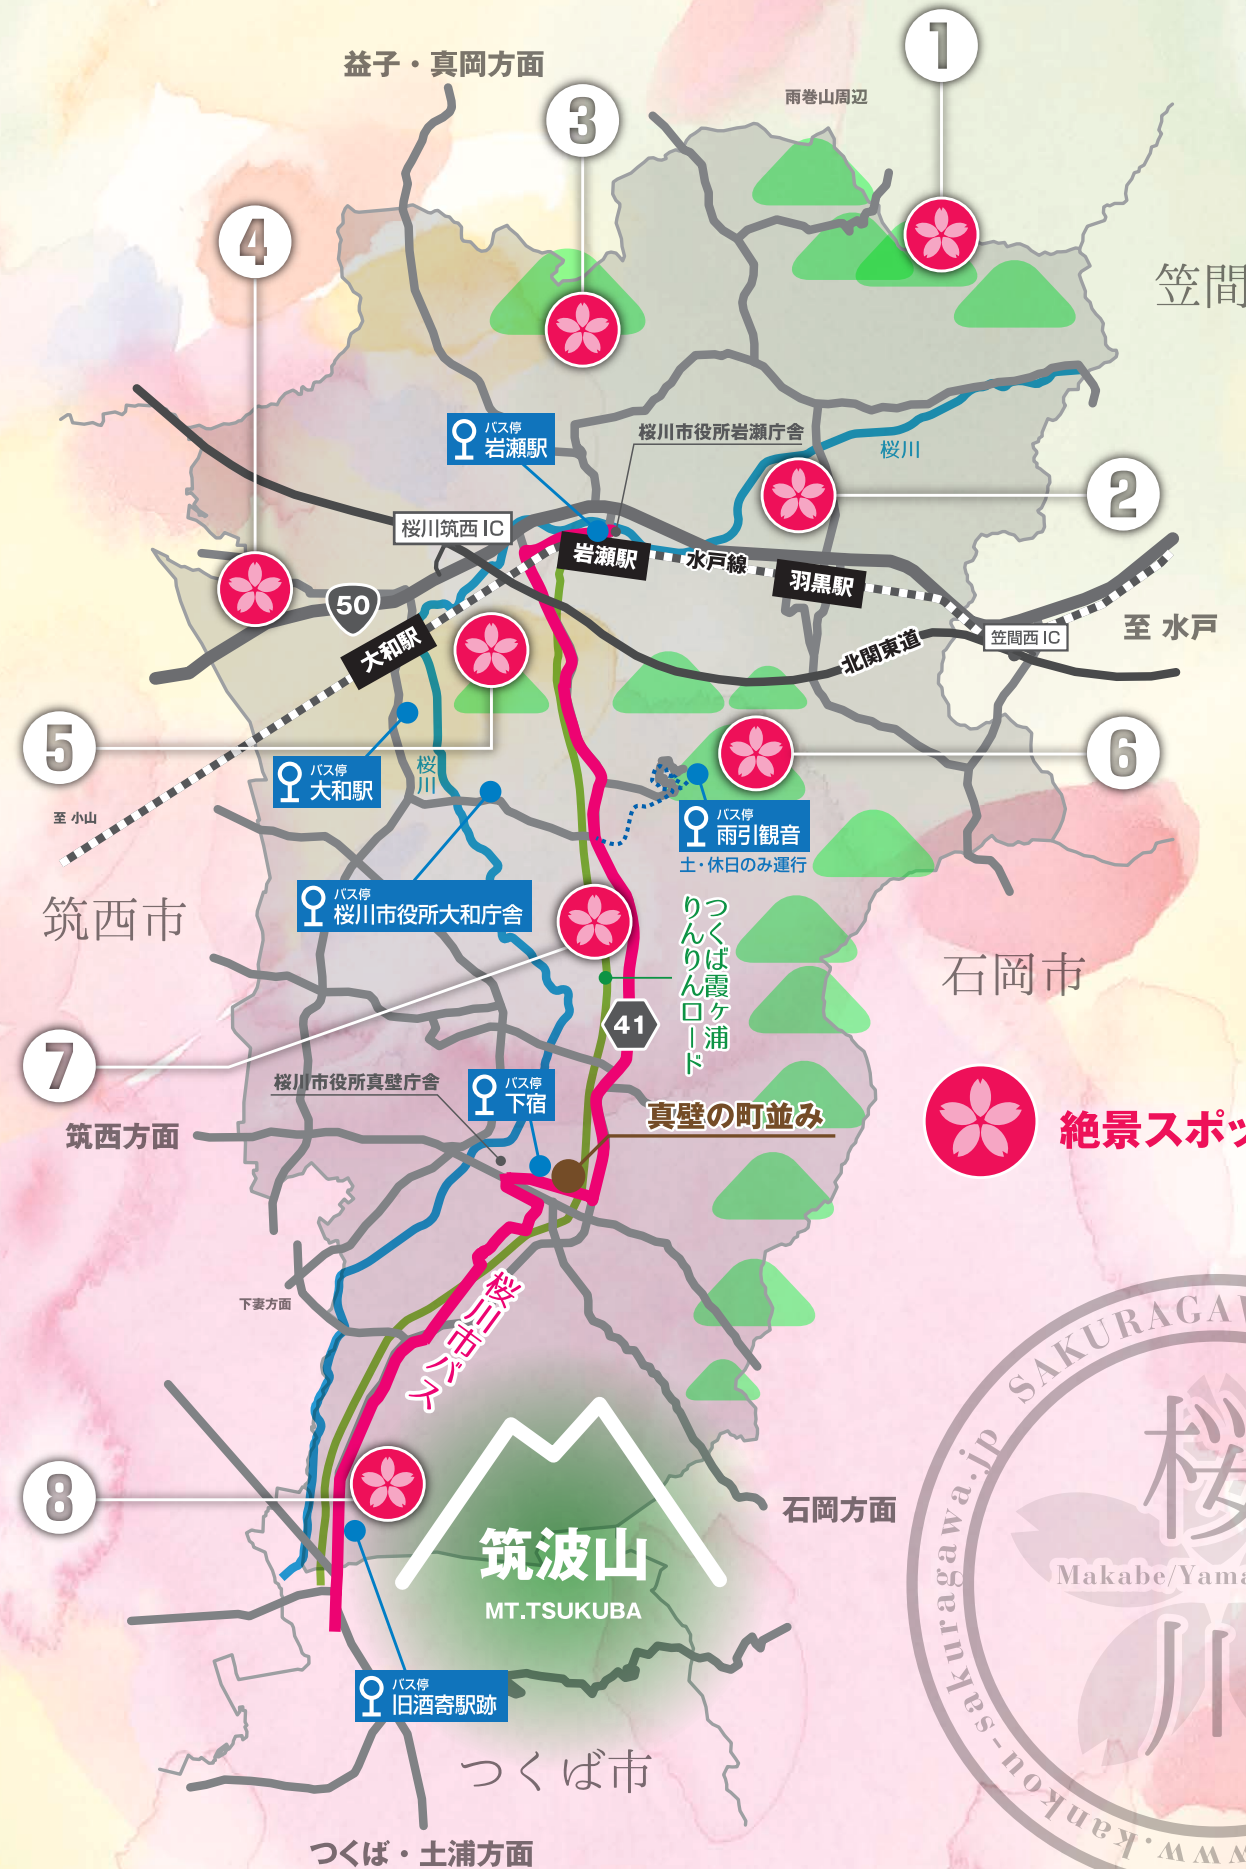 1
益子・真岡方面
3
雨巻山周辺
4
笠間
バス停
岩瀬駅
桜川市役所岩瀬庁舎
桜川
2
桜川筑西IC
岩瀬駅
水戸線
羽黒駅
50
大和駅
笠間西IC
至 水戸
北関東道
5
6
バス停
大和駅
桜川
至 小山
バス停
雨引観音
土・休日のみ運行
バス停
桜川市役所大和庁舎
筑西市
つくば霞ヶ浦
りんりんロード
石岡市
41
7
桜川市役所真壁庁舎
バス停
下宿
真壁の町並み
筑西方面
絶景スポッ
下妻方面
桜川市バス
8
筑波山
MT.TSUKUBA
石岡方面
バス停
旧酒寄駅跡
つくば市
つくば・土浦方面
SAKURAGAW
桜
川
Makabe/Yama
ww.kankou-sakuragawa.jp